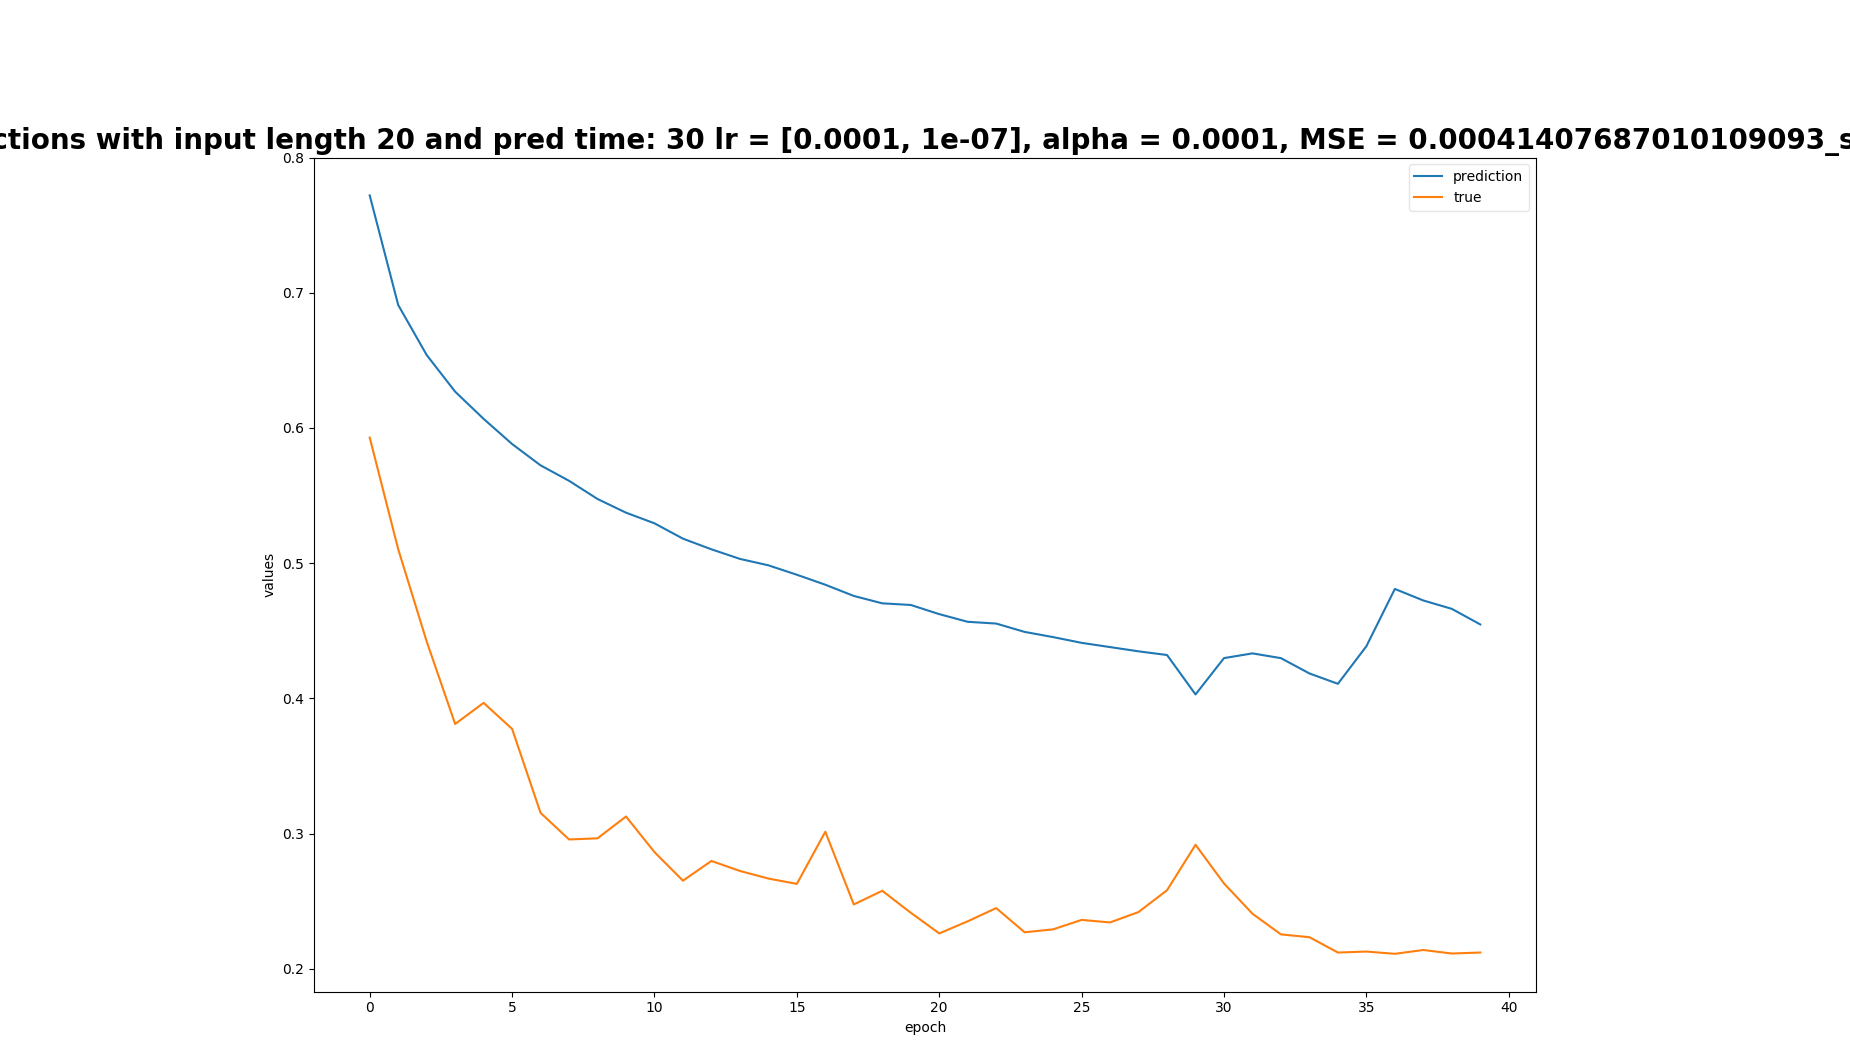 ctions with input length 20 and pred time: 30 lr = [0.0001, 1e-07], alpha = 0.0001, MSE = 0.00041407687010109093_s
prediction
true
0.8
0.7
0.6
0.5
0.4
0.3
0.2
values
0 5 10 15 20 25 30 35 40
epoch